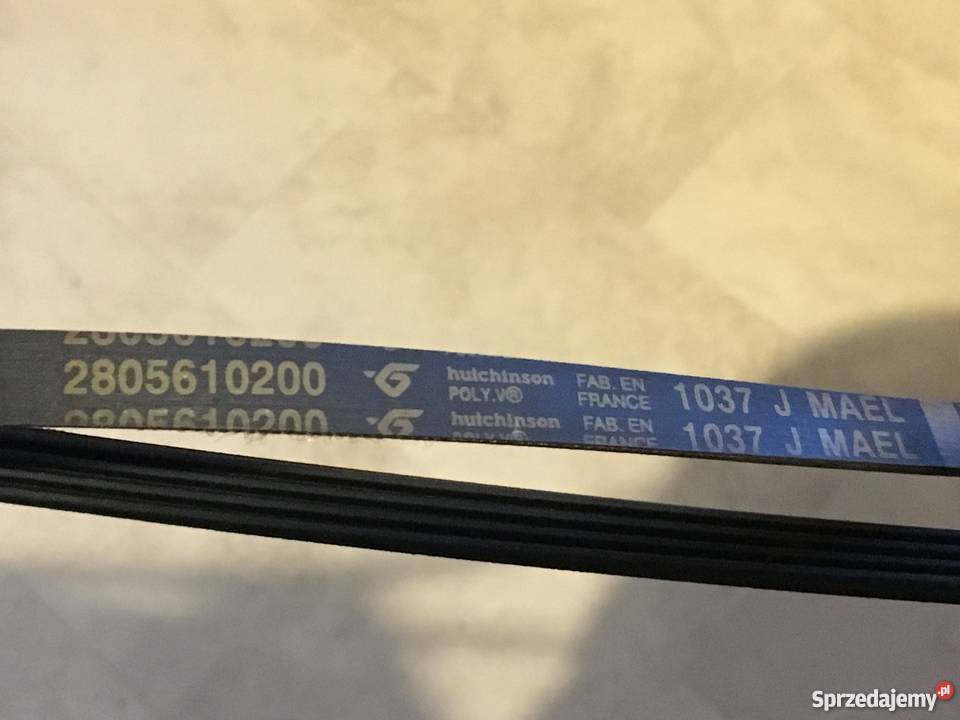 2805610200 hutchinson POLY.V® FAB. EN FRANCE 1037 J MAEL
2805610200 hutchinson FAB. EN FRANCE 1037 J MAEL
Sprzedajemy.pl